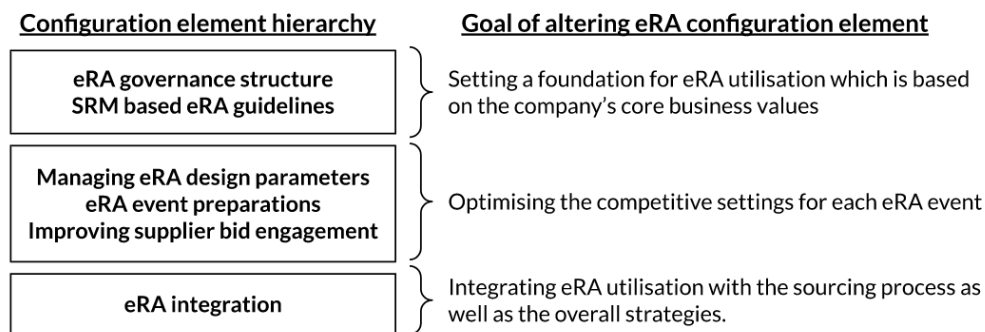 Configuration element hierarchy
Goal of altering eRA configuration element
eRA governance structure
SRM based eRA guidelines
Setting a foundation for eRA utilisation which is based
on the company's core business values
Managing eRA design parameters
eRA event preparations
Improving supplier bid engagement
Optimising the competitive settings for each eRA event
eRA integration
Integrating eRA utilisation with the sourcing process as
well as the overall strategies.